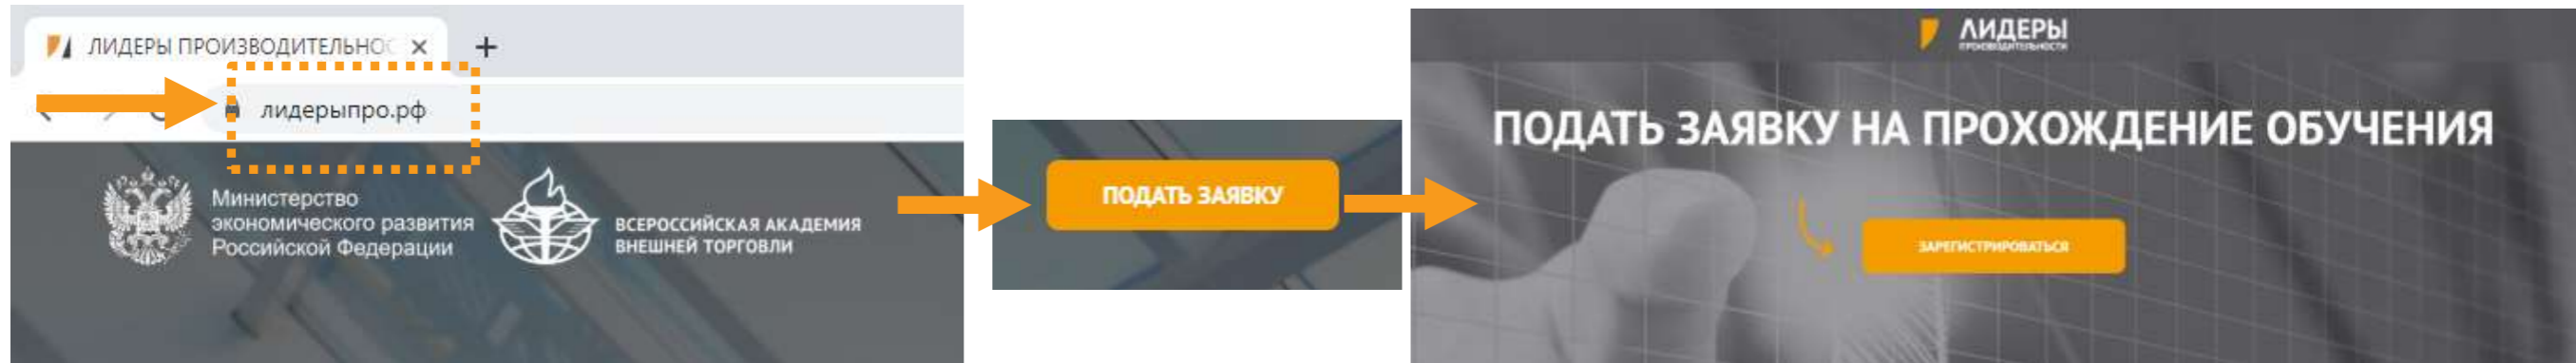 ЛИДЕРЫ ПРОИЗВОДИТЕЛЬНОС
лидерыпро.рф
Министерство
экономического развития
Российской Федерации
ВСЕРОССИЙСКАЯ АКАДЕМИЯ
ВНЕШНЕЙ ТОРГОВЛИ
ПОДАТЬ ЗАЯВКУ
ЛИДЕРЫ
ПРОИЗВОДИТЕЛЬНОСТИ
ПОДАТЬ ЗАЯВКУ НА ПРОХОЖДЕНИЕ ОБУЧЕНИЯ
ЗАРЕГИСТРИРОВАТЬСЯ